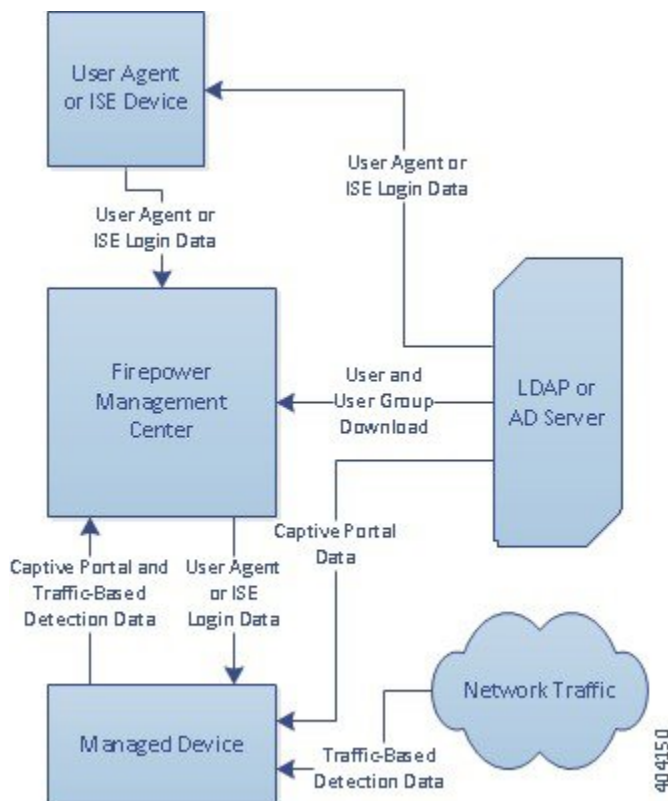 User Agent
or ISE Device
User Agent or
ISE Login Data
User Agent or
ISE Login Data
Firepower
Management
Center
User and
User Group
Download
LDAP or
AD Server
Captive Portal and
Traffic-Based
Detection Data
User Agent
or ISE
Login Data
Captive Portal
Data
Network Traffic
Managed Device
Traffic-Based
Detection Data
404150